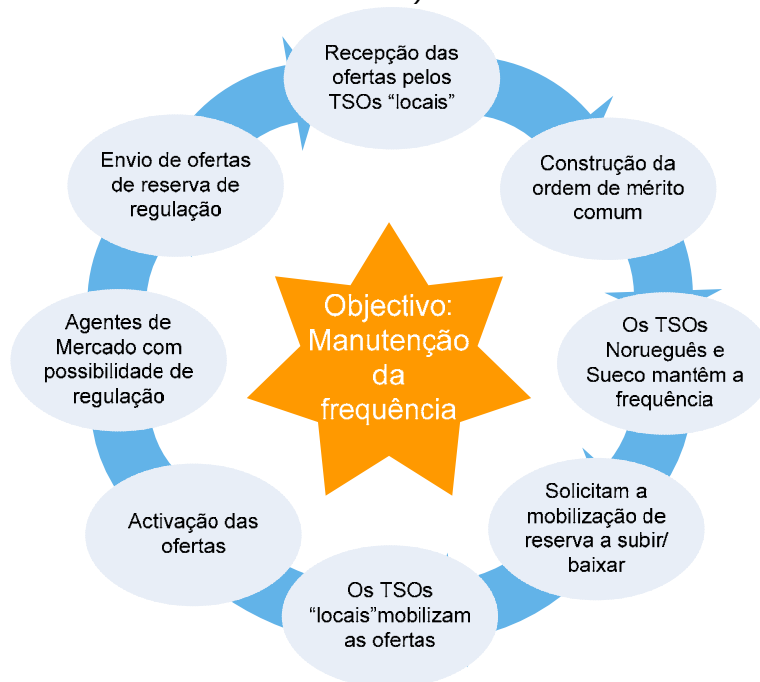 Recepção das
ofertas pelos
TSOs “locais”
Construção da
ordem de mérito
comum
Os TSOs
Norueguês e
Sueco mantêm a
frequência
Solicitam a
mobilização de
reserva a subir/
baixar
Os TSOs
“locais”mobilizam
as ofertas
Activação das
ofertas
Agentes de
Mercado com
possibilidade de
regulação
Envio de ofertas
de reserva de
regulação
Objectivo:
Manutenção
da
frequência